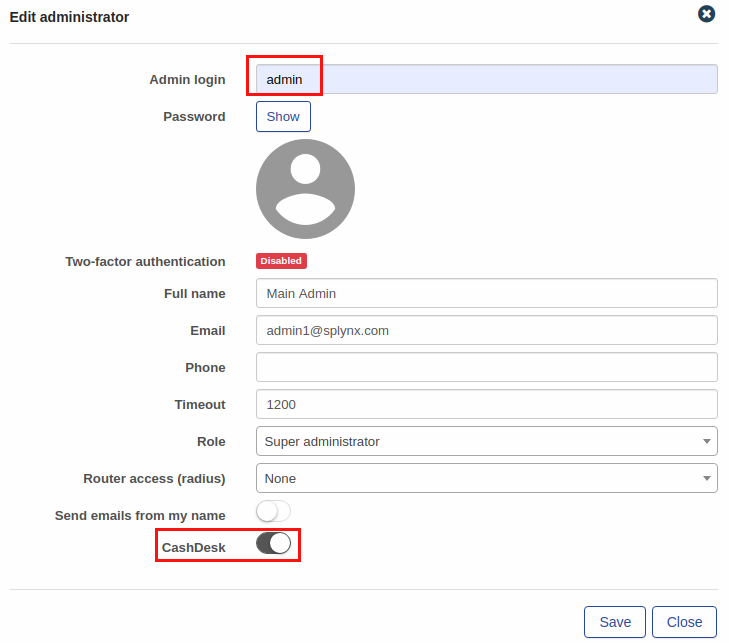 Edit administrator
Admin login admin
Password Show
Two-factor authentication Disabled
Full name Main Admin
Email admin1@splynx.com
Phone
Timeout 1200
Role Super administrator
Router access (radius) None
Send emails from my name
CashDesk
Save Close